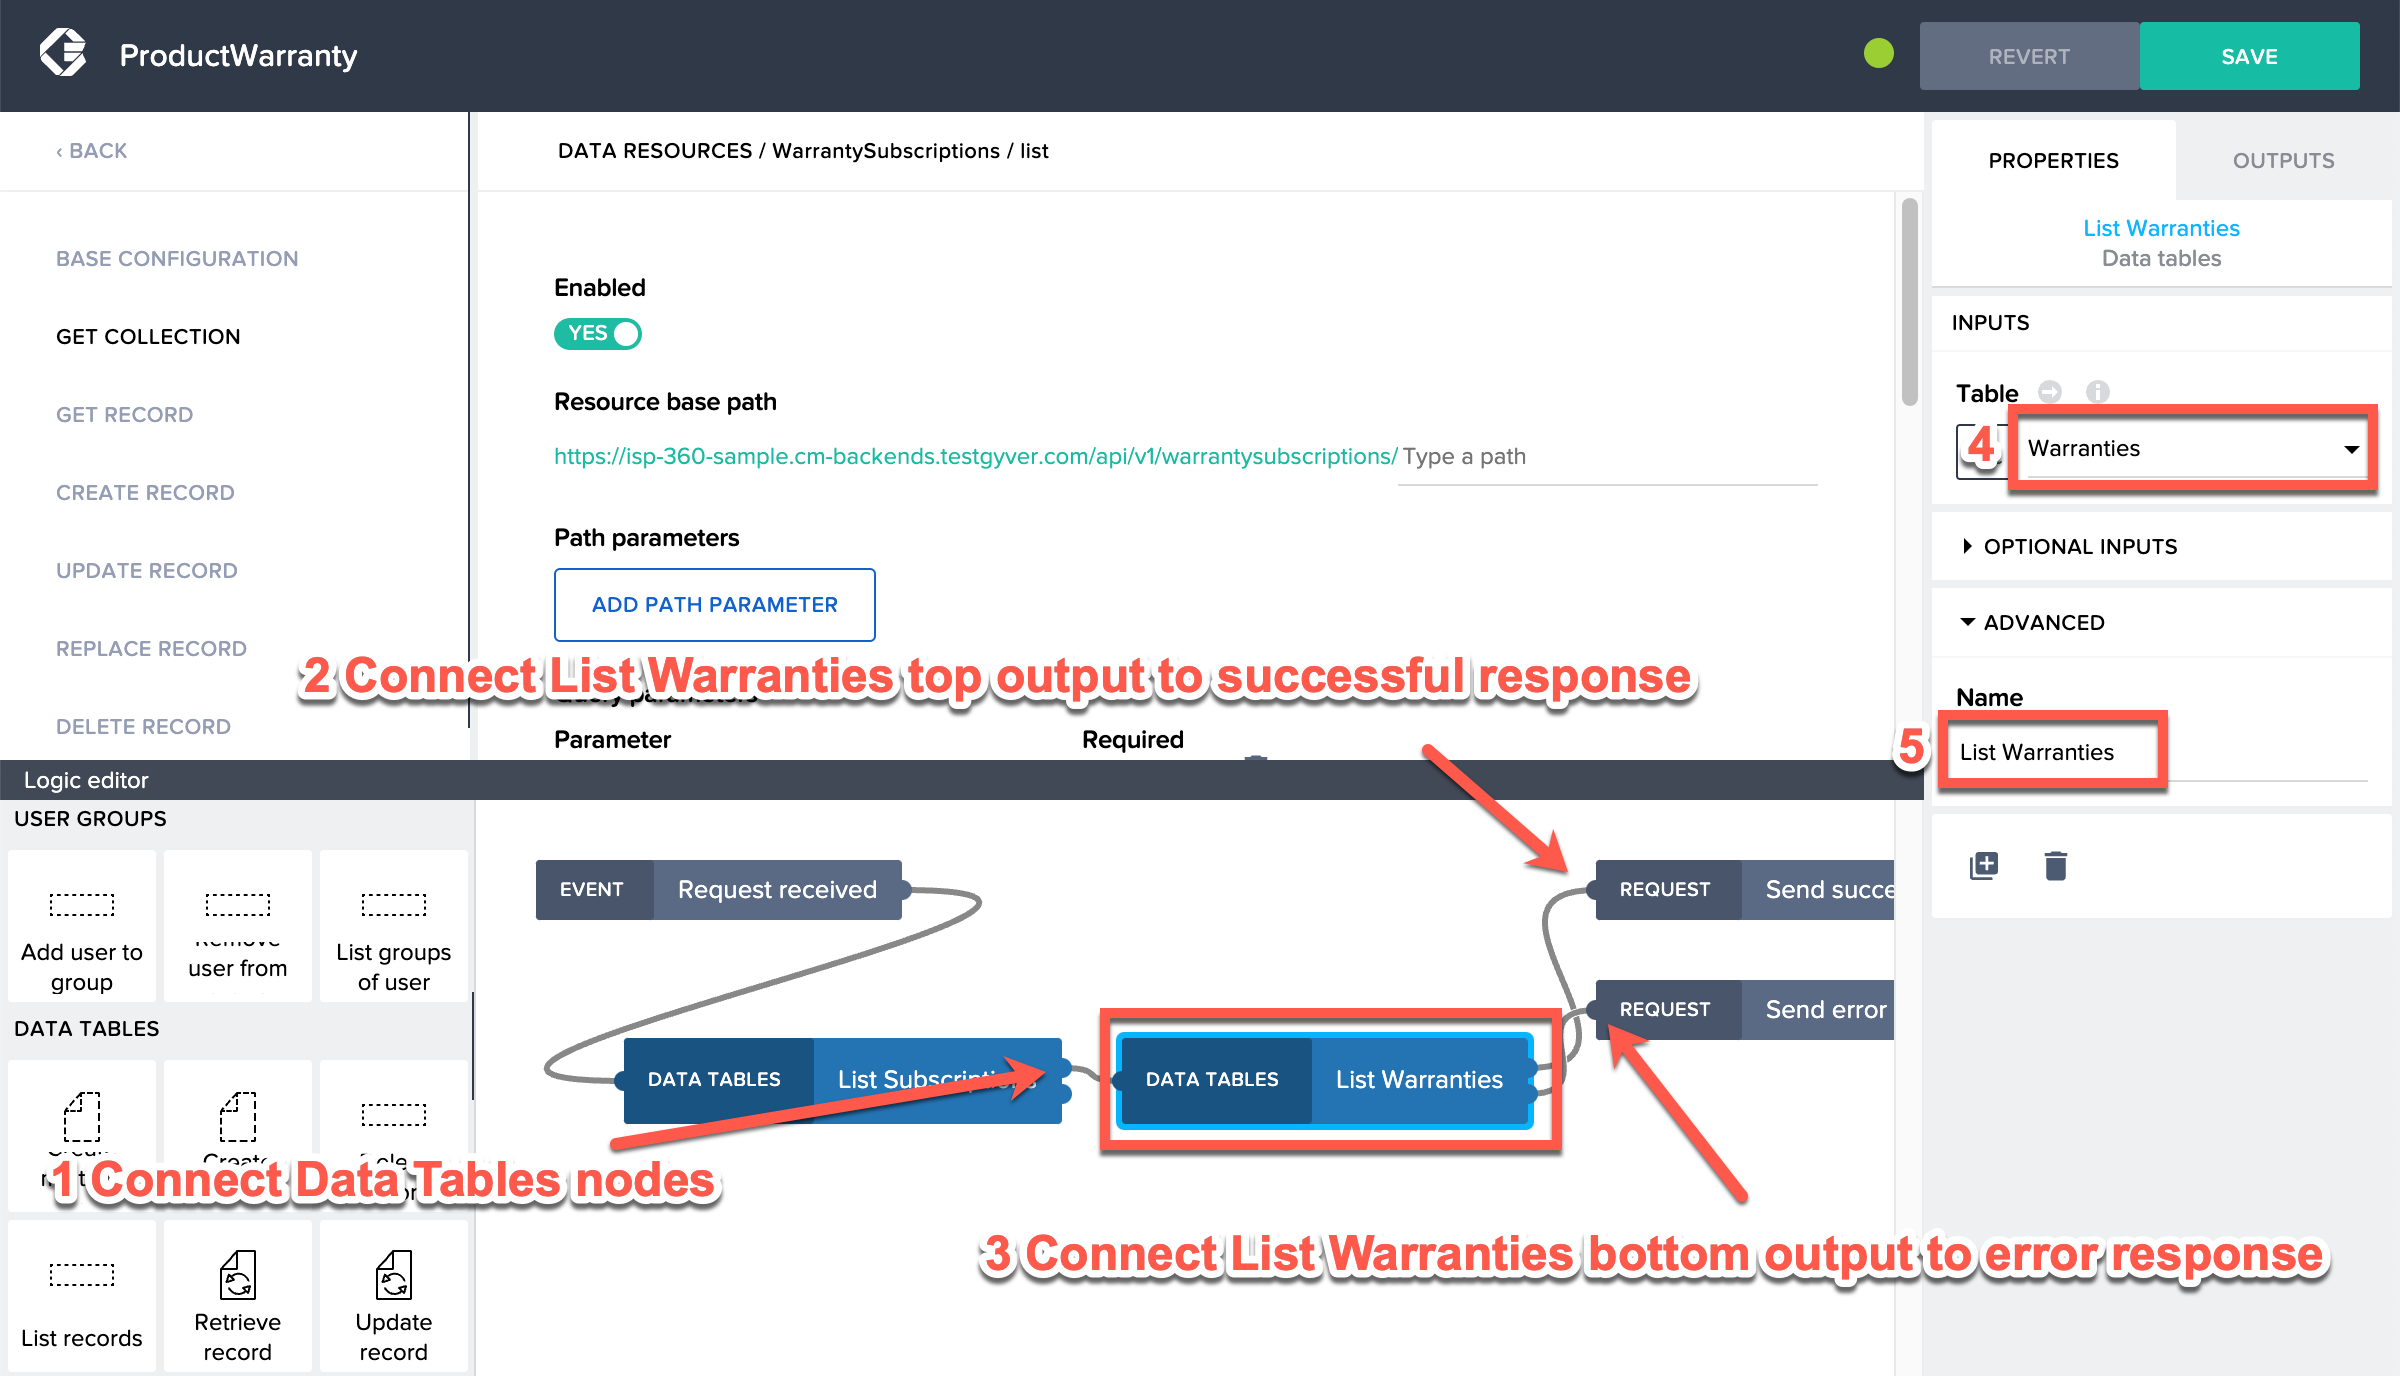 ProductWarranty
REVERT
SAVE
‹ BACK
DATA RESOURCES / WarrantySubscriptions / list
PROPERTIES
OUTPUTS
BASE CONFIGURATION
GET COLLECTION
GET RECORD
CREATE RECORD
UPDATE RECORD
REPLACE RECORD
DELETE RECORD
Enabled
YES
Resource base path
https://isp-360-sample.cm-backends.testgyver.com/api/v1/warrantysubscriptions/ Type a path
Path parameters
ADD PATH PARAMETER
2 Connect List Warranties top output to successful response
Query parameters
Parameter
Required
List Warranties
Data tables
INPUTS
Table
4
Warranties
OPTIONAL INPUTS
ADVANCED
Name
5
List Warranties
Logic editor
USER GROUPS
Add user to
group
Remove
user from
List groups
of user
DATA TABLES
Create
1 Connect Data Tables nodes
List records
Retrieve
record
Update
record
EVENT
Request received
DATA TABLES
List Subscriptions
DATA TABLES
List Warranties
REQUEST
Send succe
REQUEST
Send error
3 Connect List Warranties bottom output to error response